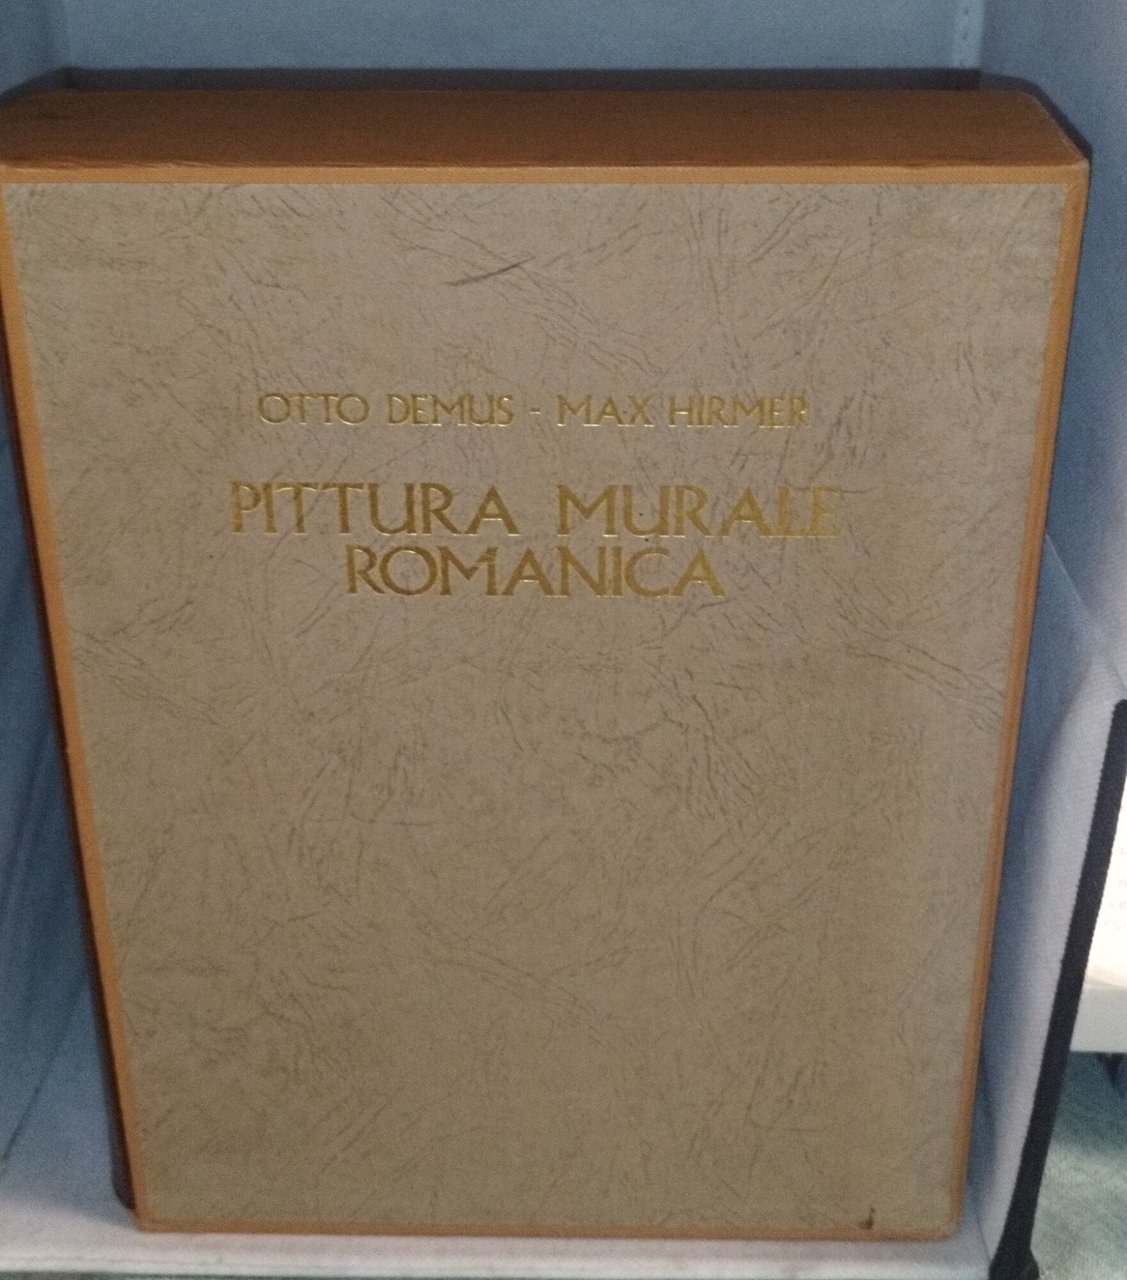 OTTO DEMUS - MAX HIRMER
PITTURA MURALE
ROMANICA